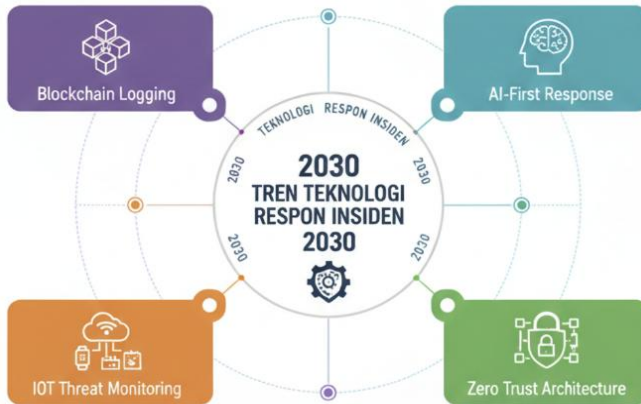 Blockchain Logging
AI-First Response
TEKNOLOGI RESPON INSIDEN
2030
2030
2030
TREN TEKNOLOGI
RESPON INSIDEN
2030
2030
2030
IOT Threat Monitoring
Zero Trust Architecture